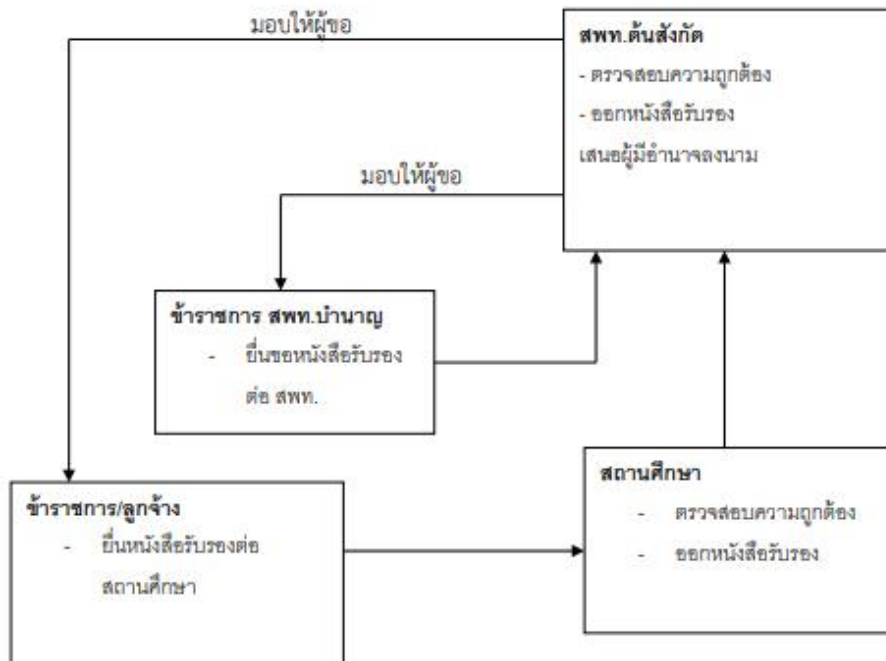 มอบให้ผู้ขอ
สพท.ต้นสังกัด
- ตรวจสอบความถูกต้อง
- ออกหนังสือรับรอง
เสนอผู้มีอำนาจลงนาม
มอบให้ผู้ขอ
ข้าราชการ สพท.บำนาญ
- ยื่นขอหนังสือรับรอง
ต่อ สพท.
สถานศึกษา
- ตรวจสอบความถูกต้อง
- ออกหนังสือรับรอง
ข้าราชการ/ลูกจ้าง
- ยื่นหนังสือรับรองต่อ
สถานศึกษา